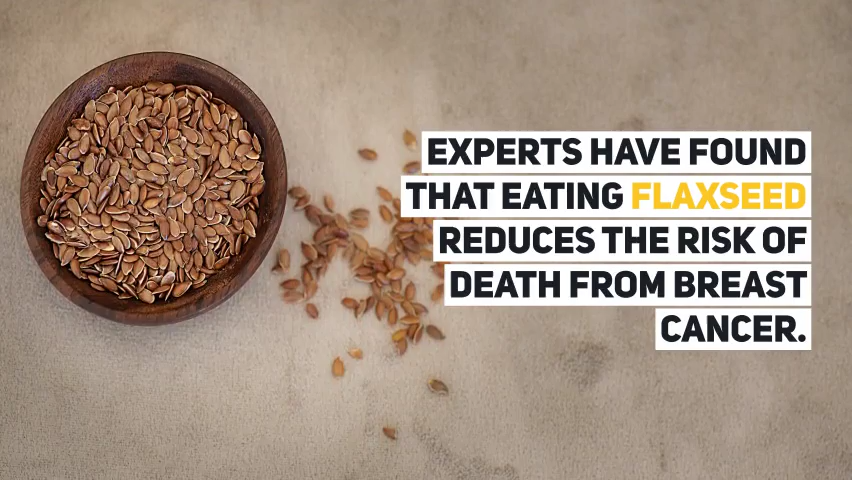 EXPERTS HAVE FOUND
THAT EATING FLAXSEED
REDUCES THE RISK OF
DEATH FROM BREAST
CANCER.